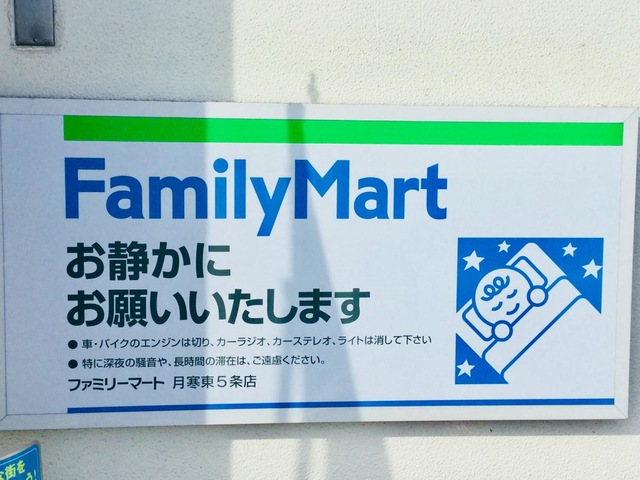 FamilyMart
お静かに
お願いいたします
● 車・バイクのエンジンは切り、カーラジオ、カーステレオ、ライトは消して下さい
● 特に深夜の騒音や、長時間の滞在は、ご遠慮ください。
ファミリーマート 月寒東5条店
街を